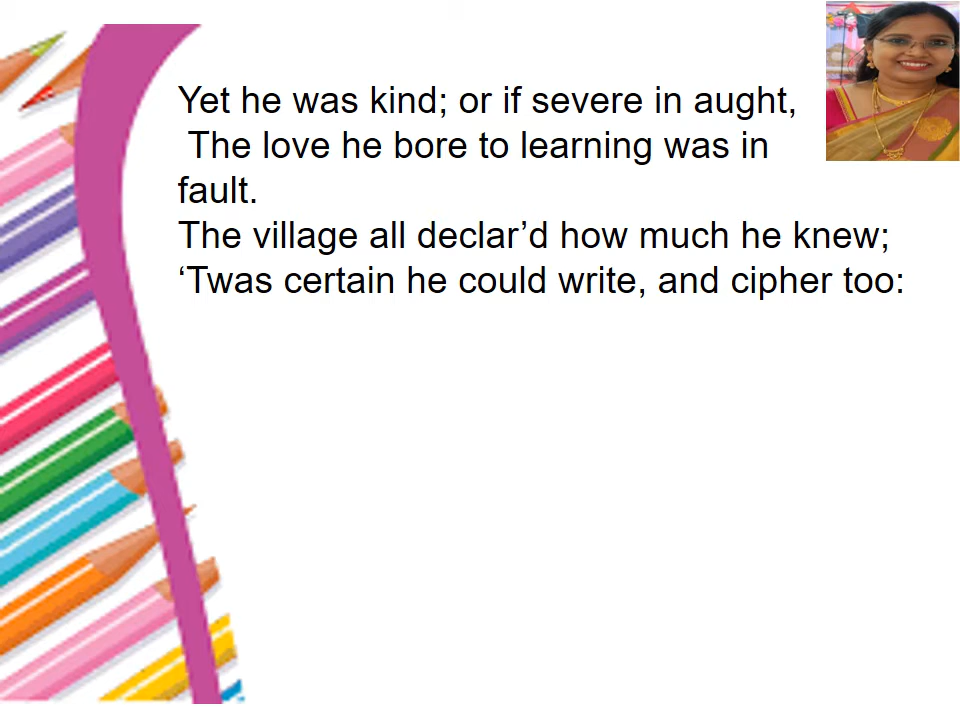 Yet he was kind; or if severe in aught,
The love he bore to learning was in
fault.
The village all declar’d how much he knew;
‘Twas certain he could write, and cipher too: